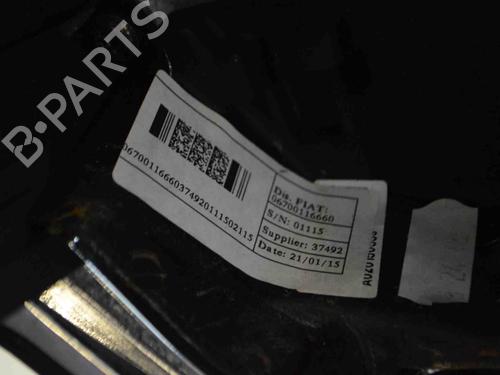 B-PARTS
Dis. FIAT:
06700116660
S/N: 01115
Supplier: 37492
Date: 21/01/15
06700116660374920111502115